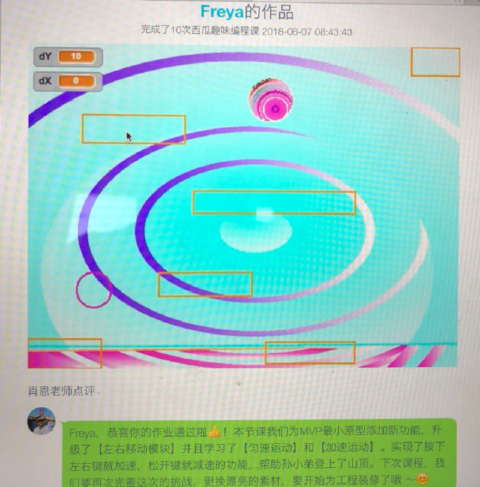 Freya的作品
完成了10次西瓜趣味编程课 2018-06-07 08:43:43
dY 10
dX 0
肖恩老师点评
Freya，恭喜你的作业通过啦👍！本节课我们为MVP最小原型添加新功能，升
级了【左右移动模块】并且学习了【匀速运动】和【加速运动】。实现了按下
左右键就加速，松开键就减速的功能，帮助孙小弟登上了山顶。下次课程，我
们要再次完善这次的挑战，更换漂亮的素材，要开始为工程装修了哦～😊